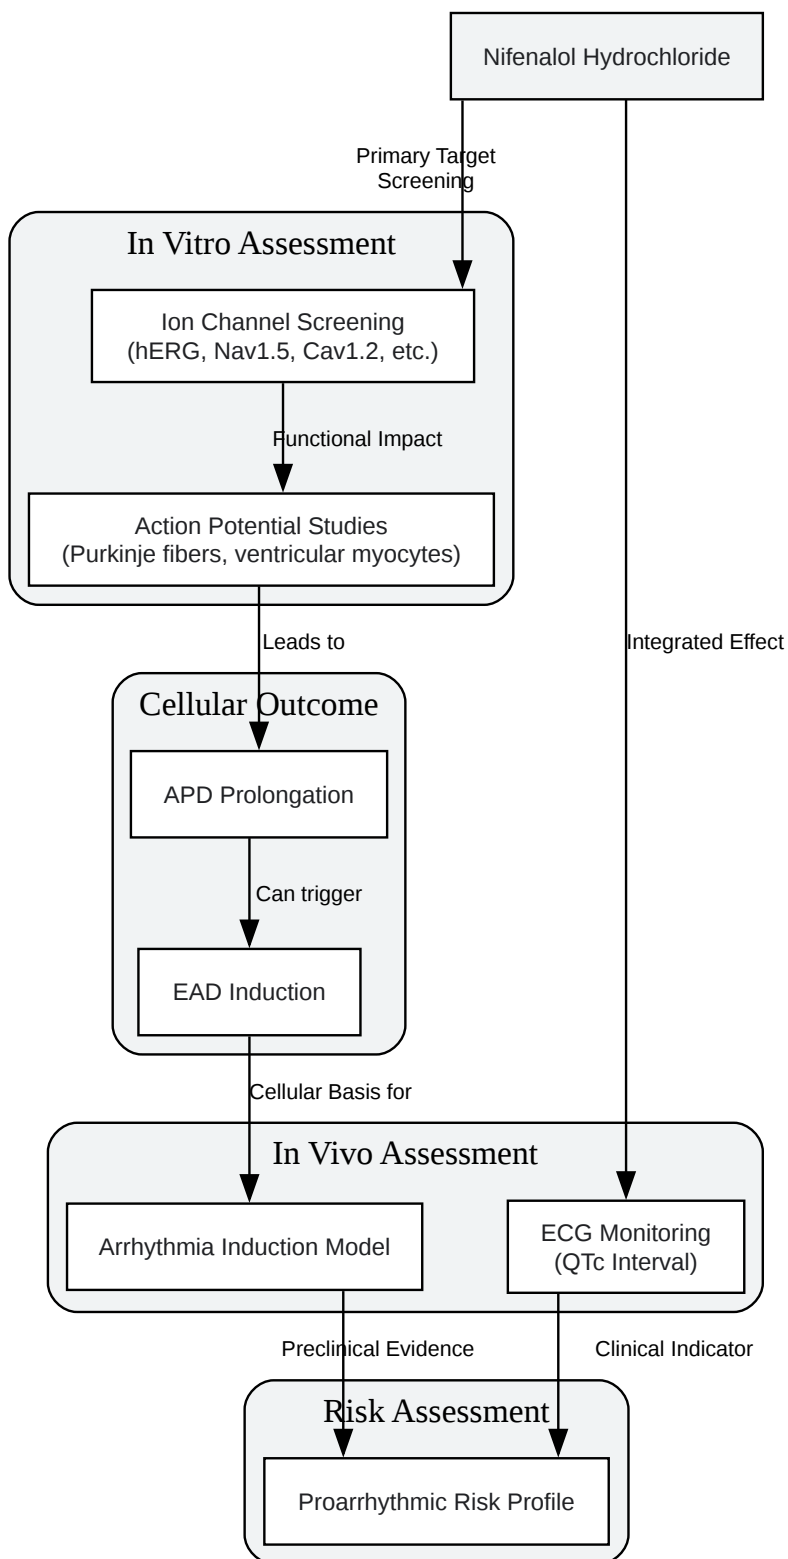 Nifenalol Hydrochloride
Primary Target
Screening
In Vitro Assessment
Ion Channel Screening
(hERG, Nav1.5, Cav1.2, etc.)
Functional Impact
Action Potential Studies
(Purkinje fibers, ventricular myocytes)
Leads to
Integrated Effect
Cellular Outcome
APD Prolongation
Can trigger
EAD Induction
Cellular Basis for
In Vivo Assessment
Arrhythmia Induction Model
ECG Monitoring
(QTc Interval)
Preclinical Evidence
Clinical Indicator
Risk Assessment
Proarrhythmic Risk Profile